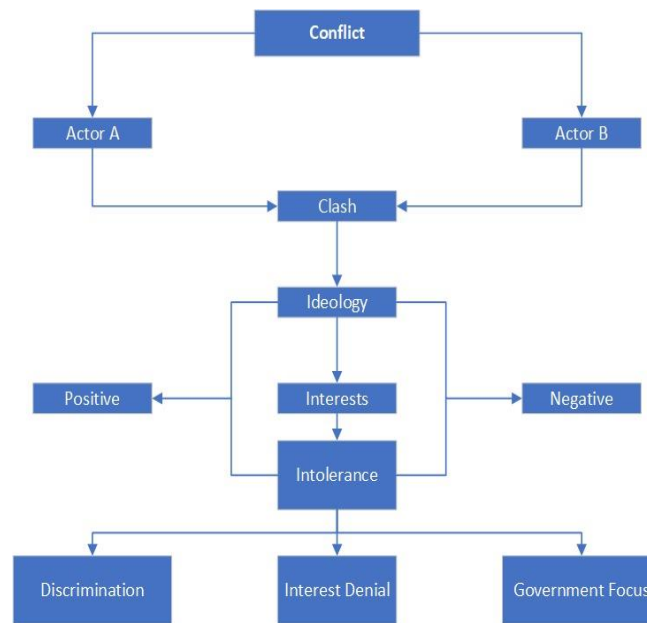 Conflict
Actor A
Actor B
Clash
Ideology
Positive
Interests
Negative
Intolerance
Discrimination
Interest Denial
Government Focus